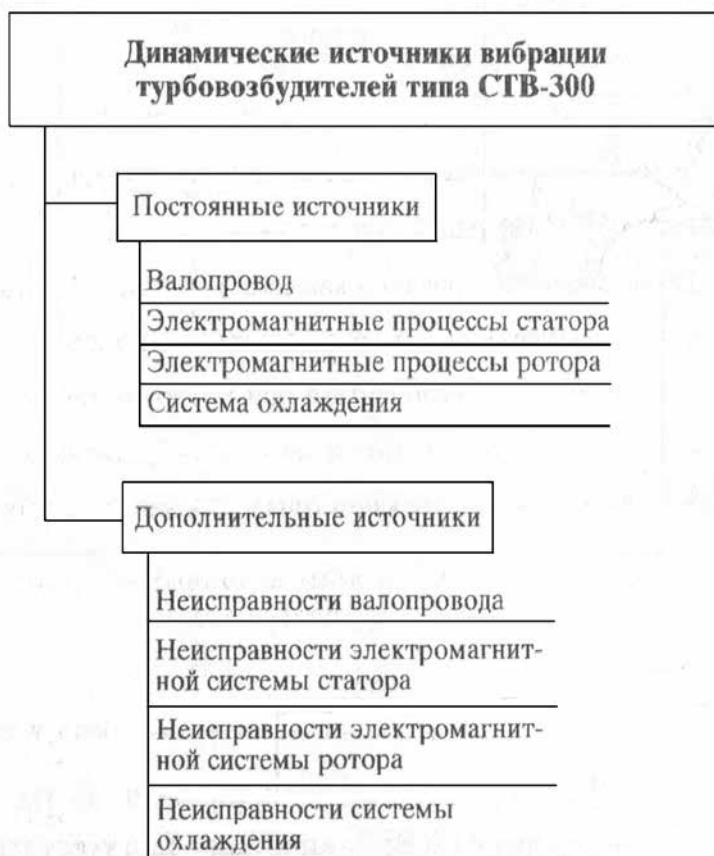 Динамические источники вибрации
турбовозбудителей типа СТВ-300
Постоянные источники
Валопровод
Электромагнитные процессы статора
Электромагнитные процессы ротора
Система охлаждения
Дополнительные источники
Неисправности валопровода
Неисправности электромагнит-
ной системы статора
Неисправности электромагнит-
ной системы ротора
Неисправности системы
охлаждения